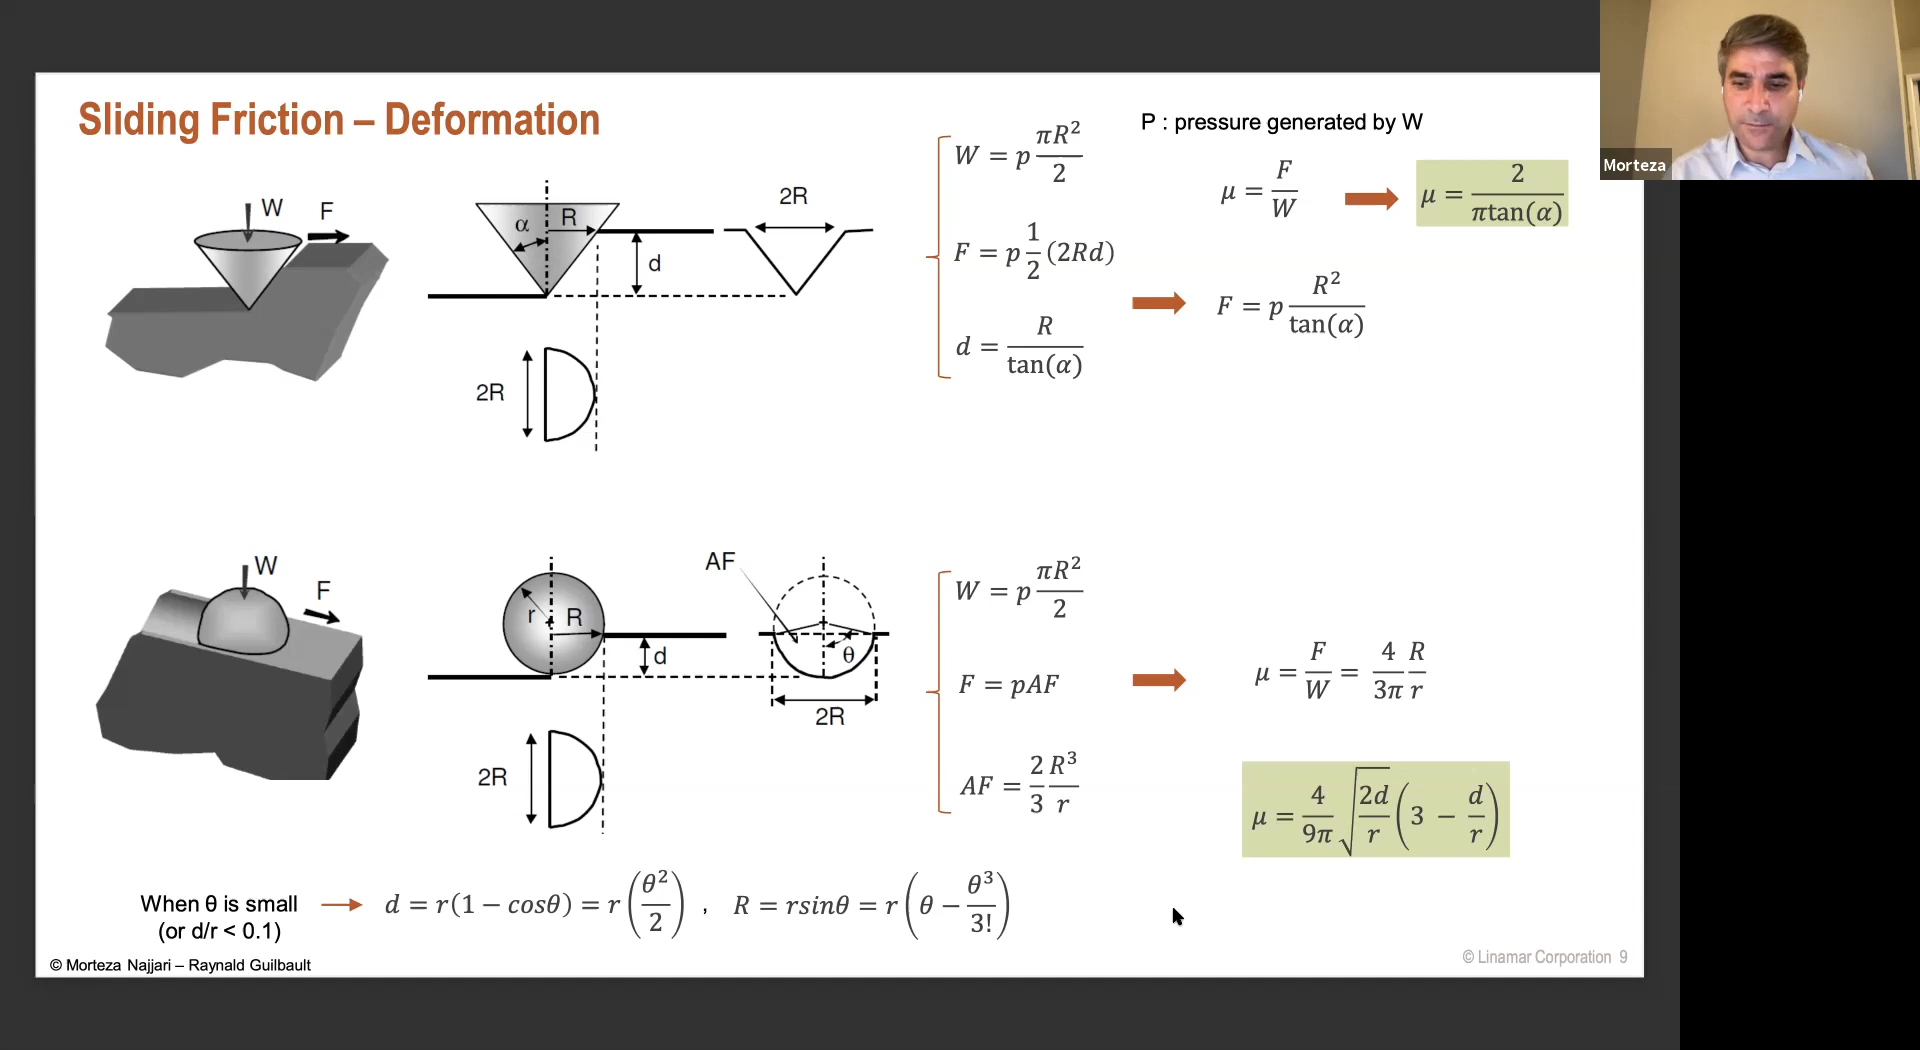 Sliding Friction – Deformation
P : pressure generated by W
Morteza
W
F
α
R
d
2R
2R
W = p πR²/2
F = p 1/2 (2Rd)
d = R/tan(α)
μ = F/W
μ = 2/πtan(α)
F = p R²/tan(α)
W
F
r
R
d
AF
θ
2R
2R
W = p πR²/2
F = pAF
AF = 2/3 R³/r
μ = F/W = 4/3π R/r
μ = 4/9π √2d/r (3 − d/r)
When θ is small
(or d/r < 0.1)
d = r(1 − cosθ) = r(θ²/2) , R = rsinθ = r(θ − θ³/3!)
© Morteza Najjari – Raynald Guilbault
© Linamar Corporation 9